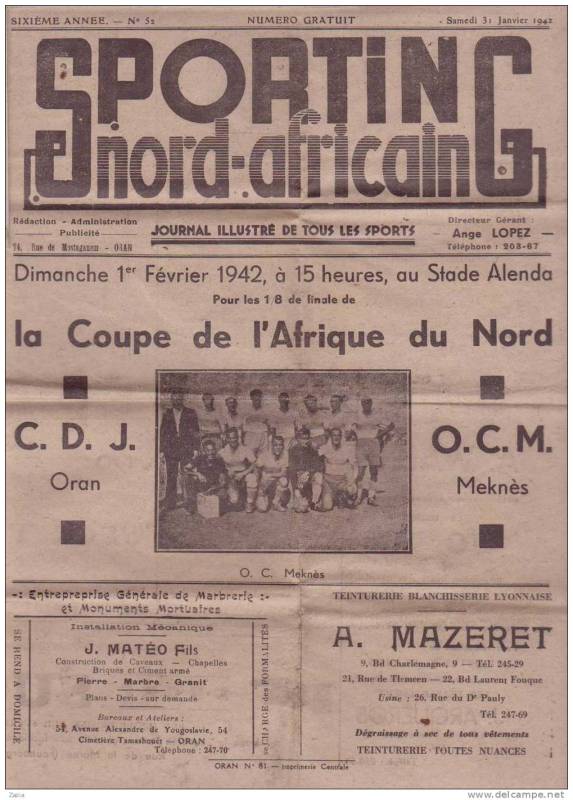 SIXIÈME ANNEE. — N° 52 NUMERO GRATUIT Samedi 31 Janvier 1942
SPORTING
nord-africain
Rédaction - Administration
Publicité
74, Rue de Mostaganem - ORAN
JOURNAL ILLUSTRÉ DE TOUS LES SPORTS
Directeur Gérant :
Ange LOPEZ
Téléphone : 208-67
Dimanche 1er Février 1942, à 15 heures, au Stade Alenda
Pour les 1/8 de finale de
la Coupe de l'Afrique du Nord
C. D. J.
Oran
O.C.M.
Meknès
O. C. Meknès
-: Entrepreprise Générale de Marbrerie :-
et Monuments Mortuaires
SE REND A DOMICILE
Installation Mécanique
J. MATÉO Fils
Construction de Caveaux — Chapelles
Briques et Ciment armé
Pierre - Marbre - Granit
Plans - Devis - sur demande
Bureaux et Ateliers :
54, Avenue Alexandre de Yougoslavie, 54
Cimetière Tamashouët - ORAN
Téléphone : 247-70
SE CHARGE des FORMALITÉS
TEINTURERIE BLANCHISSERIE LYONNAISE
A. MAZERET
9, Bd Charlemagne, 9 — Tél. 245-29
21, Rue de Tlemcen — 22, Bd Laurent Fouque
Usine : 26, Rue du Dr Pauly
Tél. 247-69
Dégraissage à sec de tous vêtements
TEINTURERIE TOUTES NUANCES
ORAN N° 81 — Imprimerie Centrale
Zapia
© delcampe.net